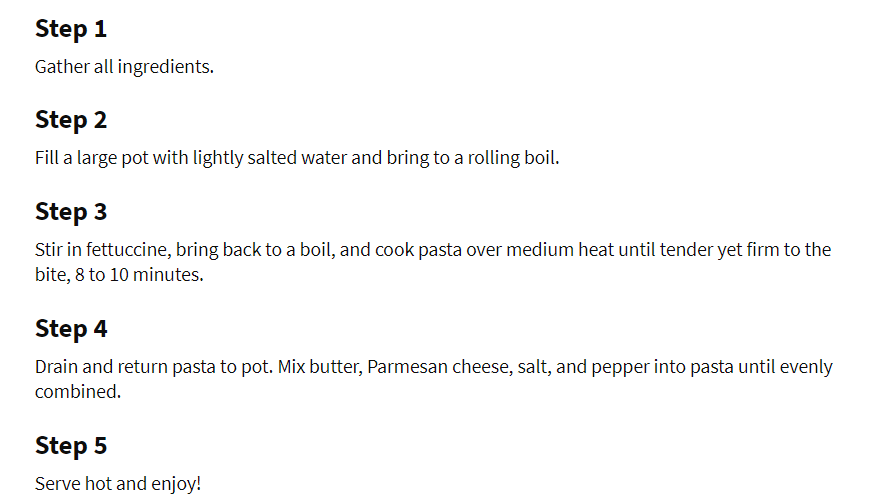 Step 1
Gather all ingredients.
Step 2
Fill a large pot with lightly salted water and bring to a rolling boil.
Step 3
Stir in fettuccine, bring back to a boil, and cook pasta over medium heat until tender yet firm to the
bite, 8 to 10 minutes.
Step 4
Drain and return pasta to pot. Mix butter, Parmesan cheese, salt, and pepper into pasta until evenly
combined.
Step 5
Serve hot and enjoy!